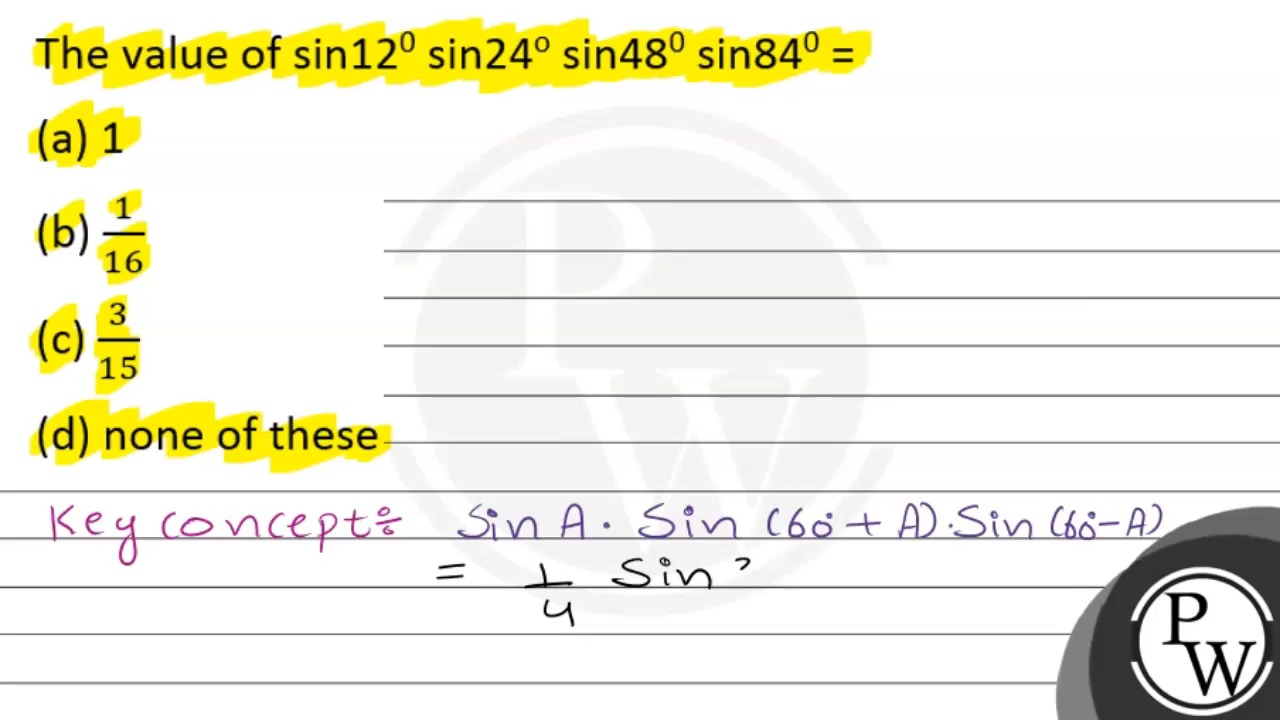 The value of sin12⁰ sin24ᵒ sin48⁰ sin84⁰ =
(a) 1
(b) 1/16
(c) 3/15
(d) none of these
Key concept÷ Sin A . Sin (60° + A) . Sin (60° - A)
= 1/4 Sin
P
W
P
W